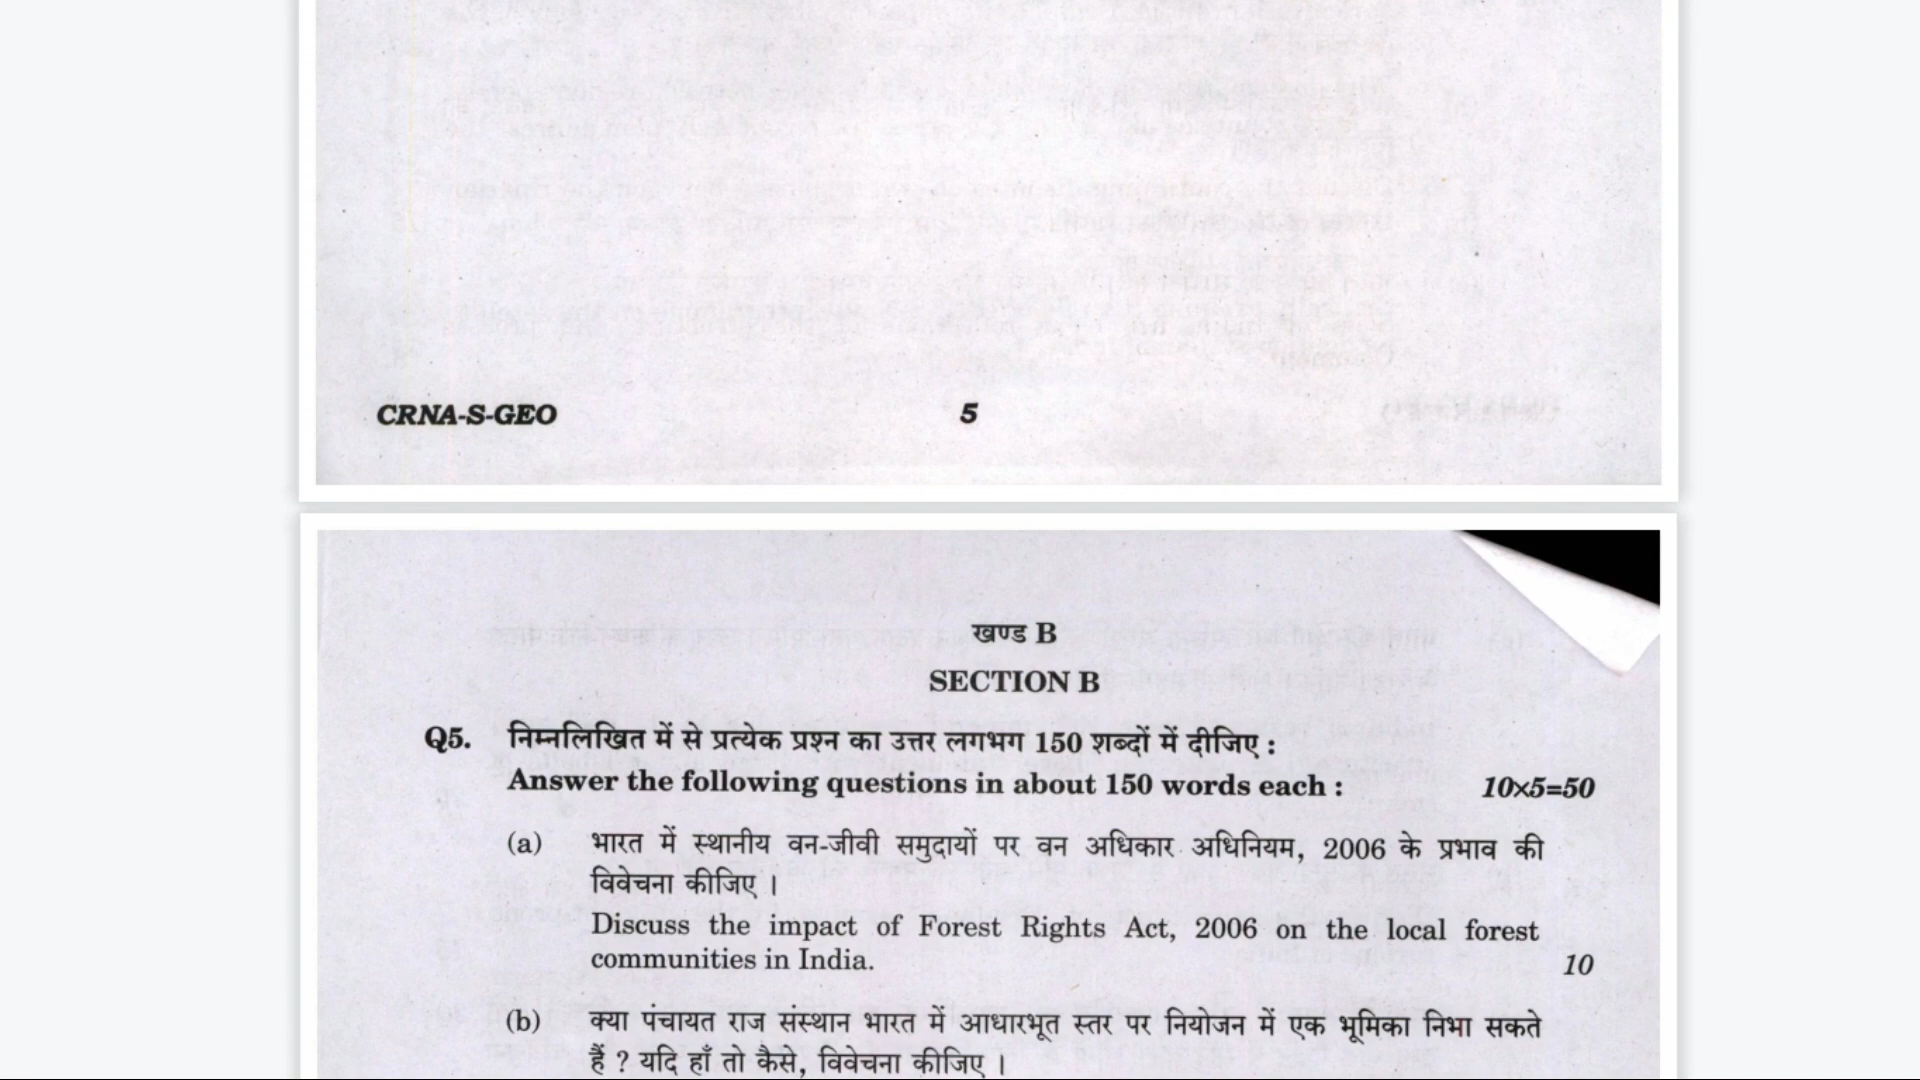 CRNA-S-GEO 5
खण्ड B
SECTION B
Q5. निम्नलिखित में से प्रत्येक प्रश्न का उत्तर लगभग 150 शब्दों में दीजिए :
Answer the following questions in about 150 words each : 10×5=50
(a) भारत में स्थानीय वन-जीवी समुदायों पर वन अधिकार अधिनियम, 2006 के प्रभाव की
विवेचना कीजिए ।
Discuss the impact of Forest Rights Act, 2006 on the local forest
communities in India. 10
(b) क्या पंचायत राज संस्थान भारत में आधारभूत स्तर पर नियोजन में एक भूमिका निभा सकते
हैं ? यदि हाँ तो कैसे, विवेचना कीजिए ।